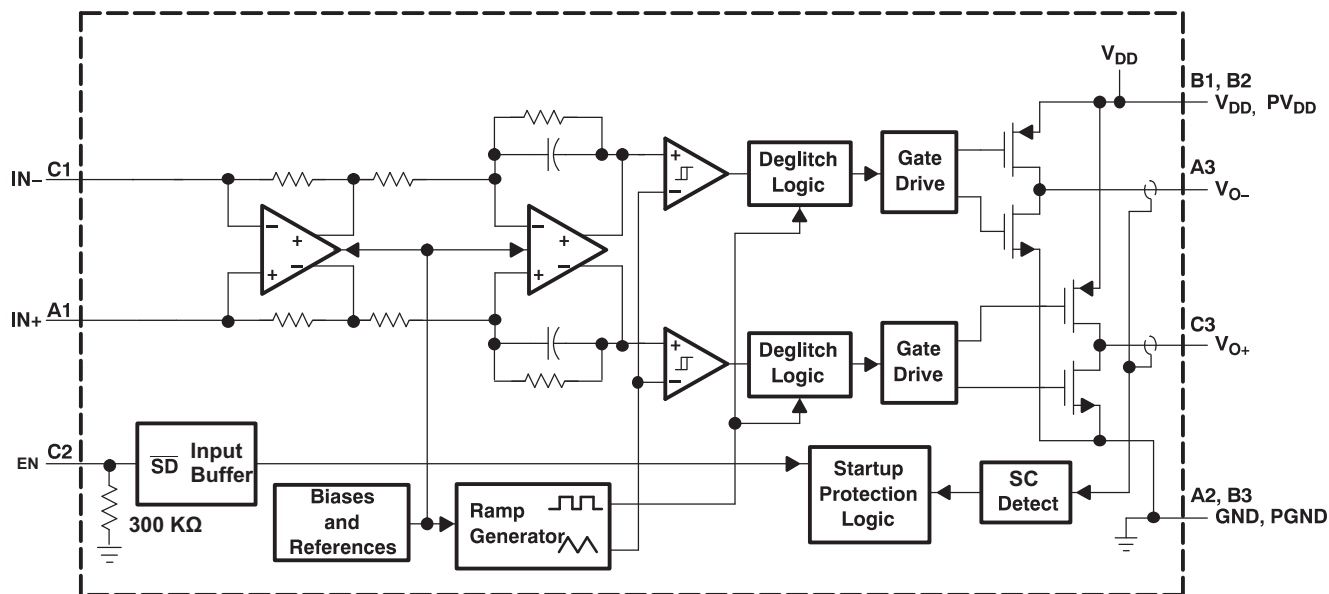 V_DD
B1, B2
V_DD, PV_DD
IN– C1
Deglitch
Logic
Gate
Drive
A3
V_O–
+
–
–
+
–
+
–
+
–
+
IN+ A1
+
–
Deglitch
Logic
Gate
Drive
C3
V_O+
EN C2
SD Input
Buffer
300 KΩ
Biases
and
References
Ramp
Generator
Startup
Protection
Logic
SC
Detect
A2, B3
GND, PGND